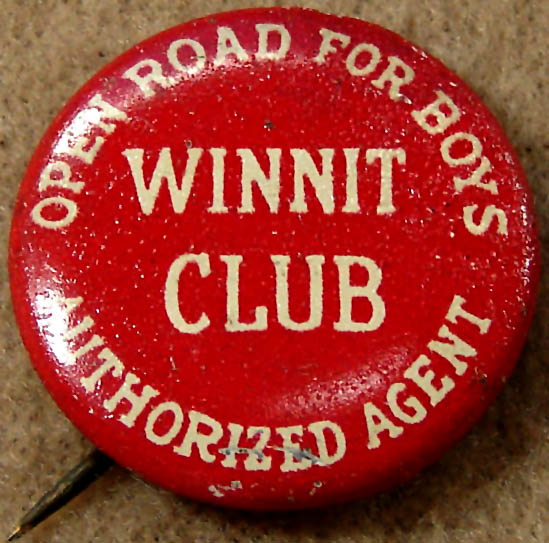 OPEN ROAD FOR BOYS
WINNIT
CLUB
AUTHORIZED AGENT